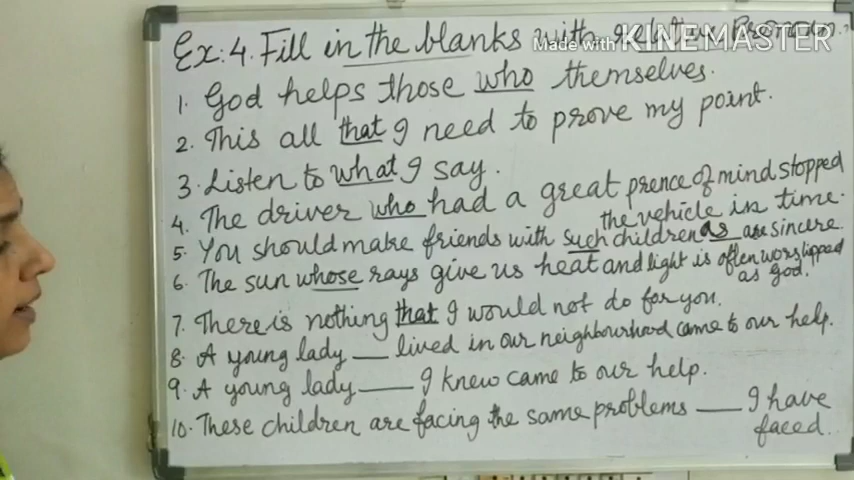 Ex: 4. Fill in the blanks with relative Pronoun.
Made with KINEMASTER
1. God helps those who themselves.
2. This all that I need to prove my point.
3. Listen to what I say.
4. The driver who had a great prence of mind stopped
the vehicle in time.
5. You should make friends with such children as are sincere.
6. The sun whose rays give us heat and light is often worshipped
as god.
7. There is nothing that I would not do for you.
8. A young lady ___ lived in our neighbourhood came to our help.
9. A young lady ___ I knew came to our help.
10. These children are facing the same problems ___ I have
faced.